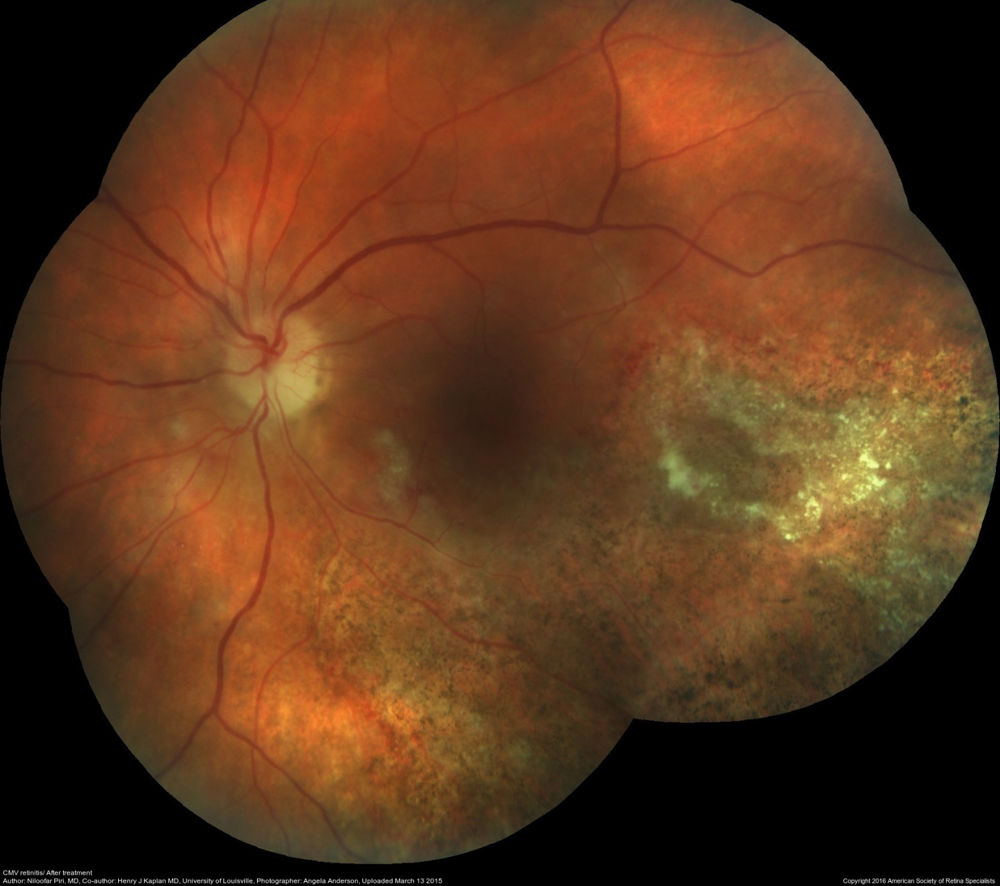 CMV retinitis/ After treatment
Author: Niloofar Piri, MD, Co-author: Henry J Kaplan MD, University of Louisville, Photographer: Angela Anderson, Uploaded March 13 2015
Copyright 2016 American Society of Retina Specialists